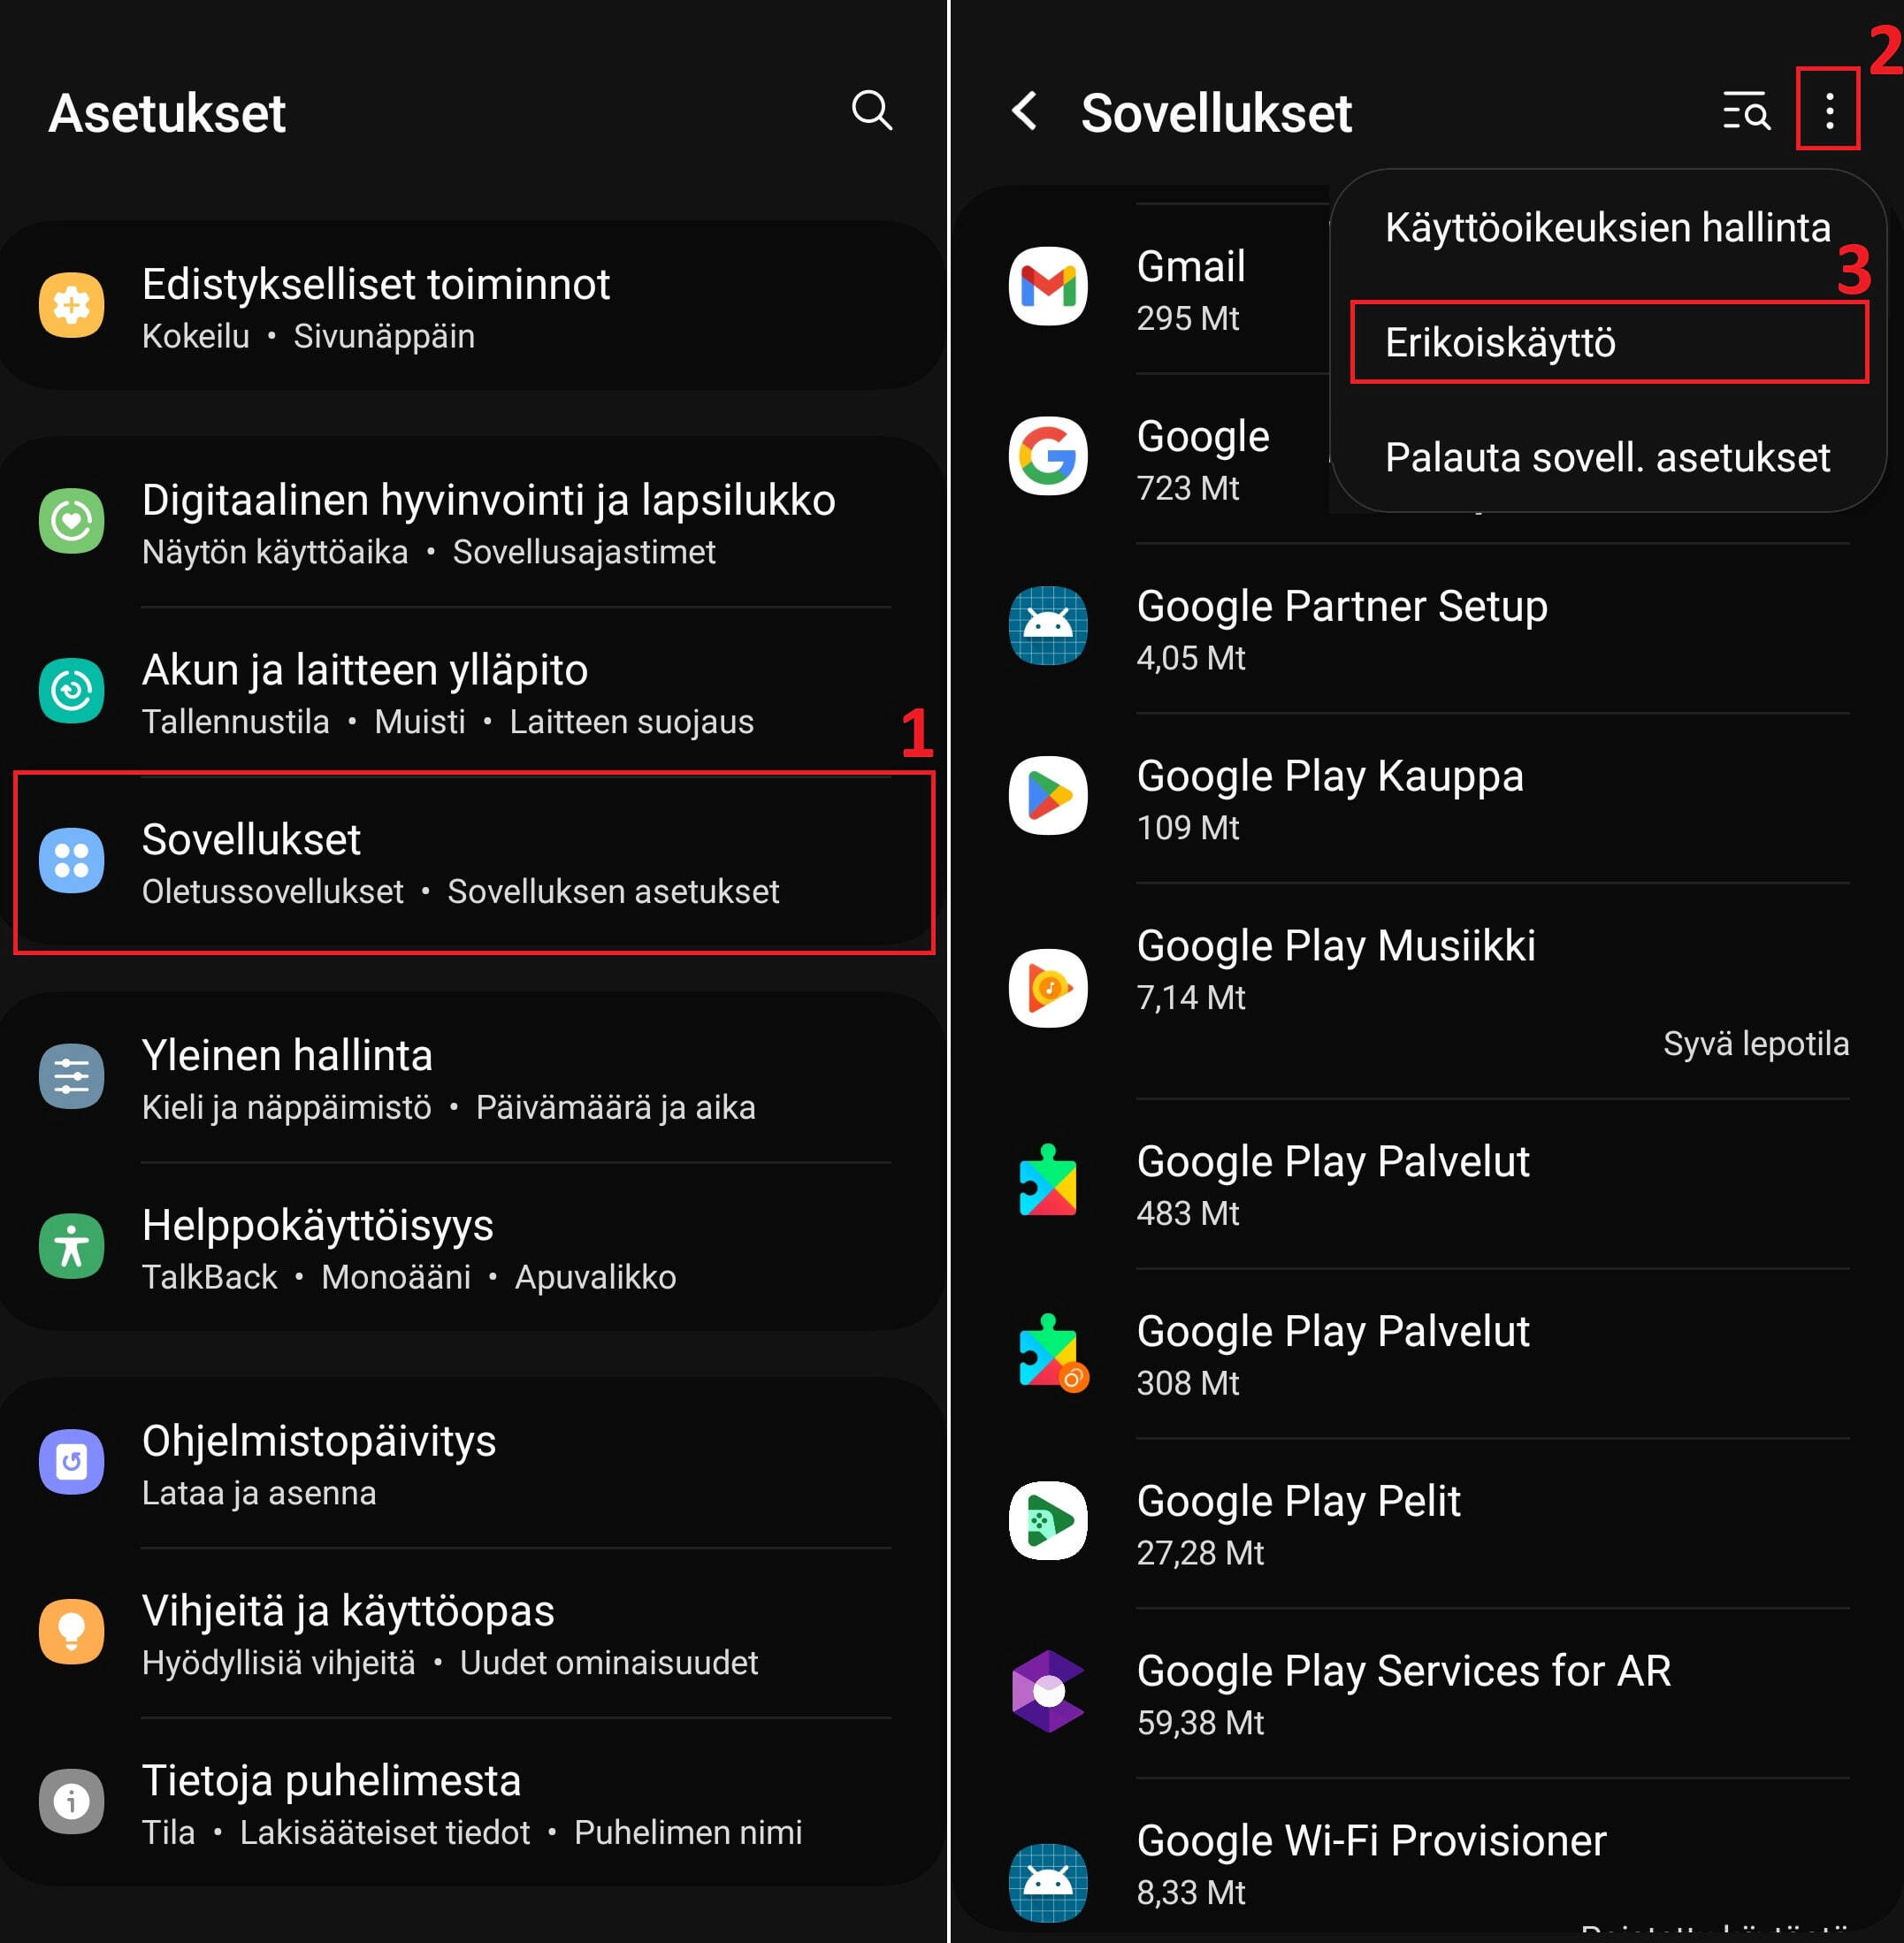 Asetukset
Edistykselliset toiminnot
Kokeilu • Sivunäppäin
Digitaalinen hyvinvointi ja lapsilukko
Näytön käyttöaika • Sovellusajastimet
Akun ja laitteen ylläpito
Tallennustila • Muisti • Laitteen suojaus
1
Sovellukset
Oletussovellukset • Sovelluksen asetukset
Yleinen hallinta
Kieli ja näppäimistö • Päivämäärä ja aika
Helppokäyttöisyys
TalkBack • Monoääni • Apuvalikko
Ohjelmistopäivitys
Lataa ja asenna
Vihjeitä ja käyttöopas
Hyödyllisiä vihjeitä • Uudet ominaisuudet
Tietoja puhelimesta
Tila • Lakisääteiset tiedot • Puhelimen nimi
2
Sovellukset
Käyttöoikeuksien hallinta
3
Erikoiskäyttö
Palauta sovell. asetukset
Gmail
295 Mt
Google
723 Mt
Google Partner Setup
4,05 Mt
Google Play Kauppa
109 Mt
Google Play Musiikki
7,14 Mt
Syvä lepotila
Google Play Palvelut
483 Mt
Google Play Palvelut
308 Mt
Google Play Pelit
27,28 Mt
Google Play Services for AR
59,38 Mt
Google Wi-Fi Provisioner
8,33 Mt